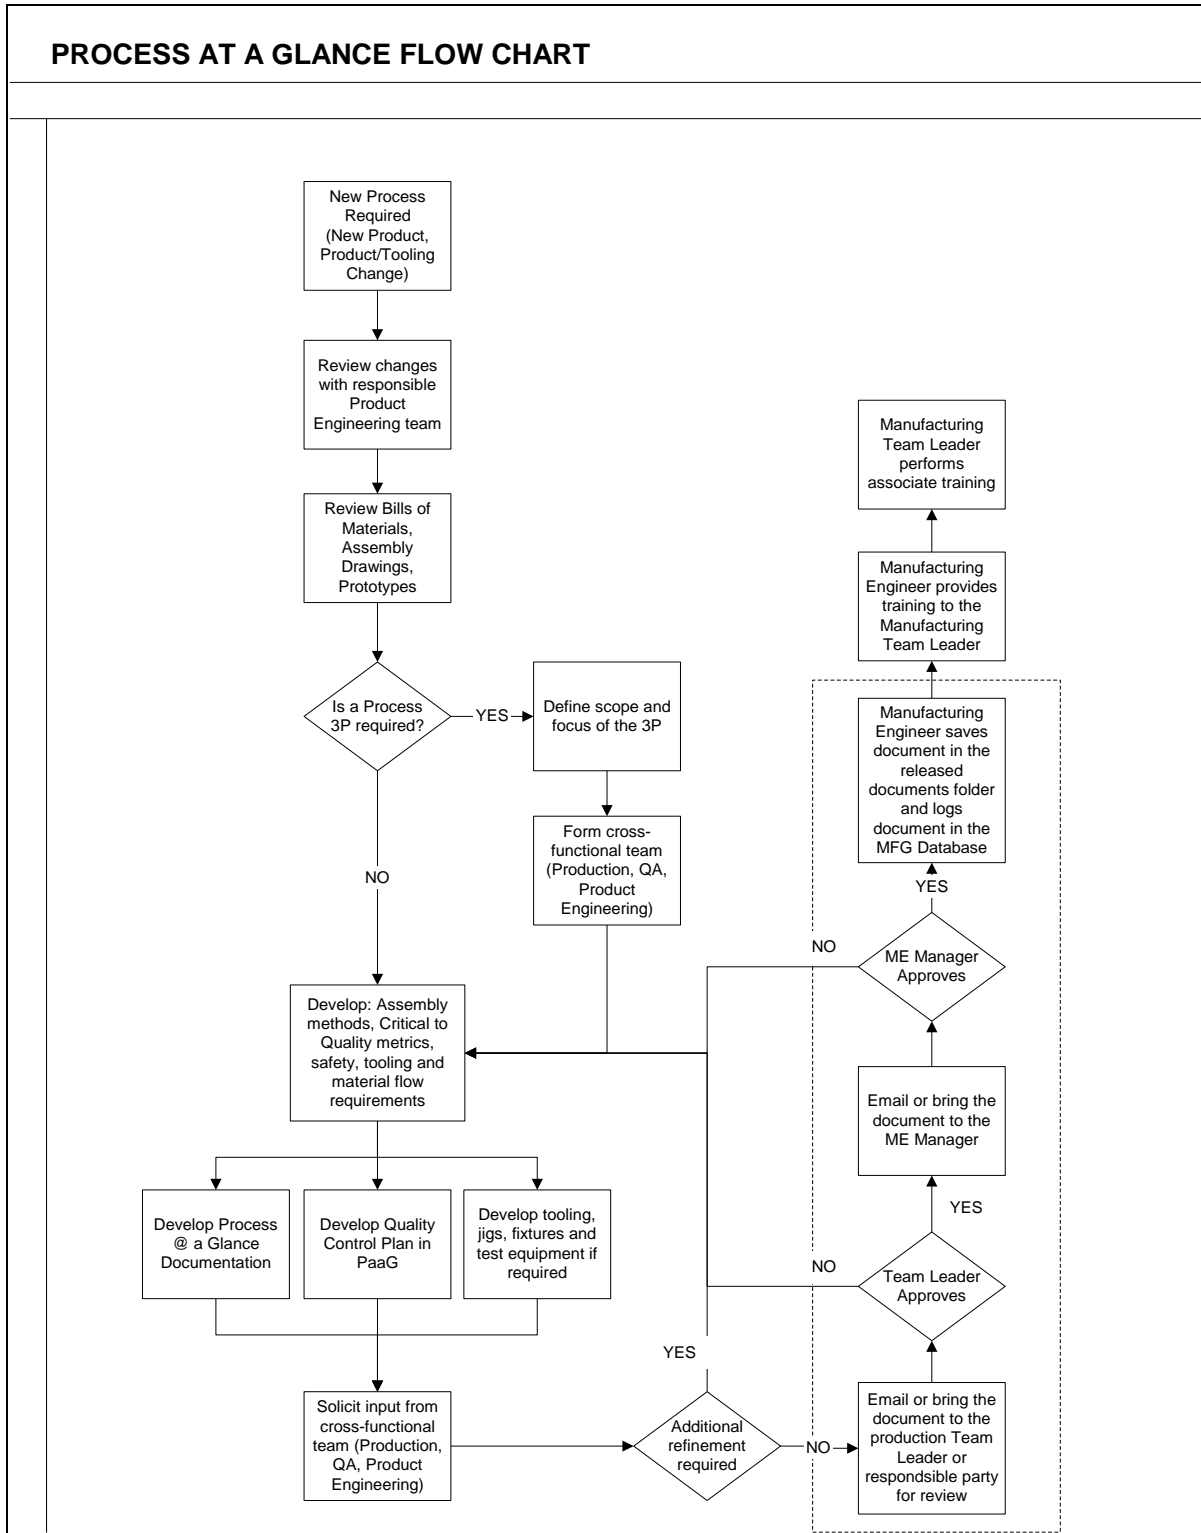 PROCESS AT A GLANCE FLOW CHART
New Process
Required
(New Product,
Product/Tooling
Change)
Review changes
with responsible
Product
Engineering team
Review Bills of
Materials,
Assembly
Drawings,
Prototypes
Is a Process
3P required?
YES
Define scope and
focus of the 3P
Form cross-
functional team
(Production, QA,
Product
Engineering)
NO
Develop: Assembly
methods, Critical to
Quality metrics,
safety, tooling and
material flow
requirements
Develop Process
@ a Glance
Documentation
Develop Quality
Control Plan in
PaaG
Develop tooling,
jigs, fixtures and
test equipment if
required
Solicit input from
cross-functional
team (Production,
QA, Product
Engineering)
Additional
refinement
required
YES
NO
Email or bring the
document to the
production Team
Leader or
respondsible party
for review
Team Leader
Approves
NO
YES
Email or bring the
document to the
ME Manager
ME Manager
Approves
NO
YES
Manufacturing
Engineer saves
document in the
released
documents folder
and logs
document in the
MFG Database
Manufacturing
Engineer provides
training to the
Manufacturing
Team Leader
Manufacturing
Team Leader
performs
associate training